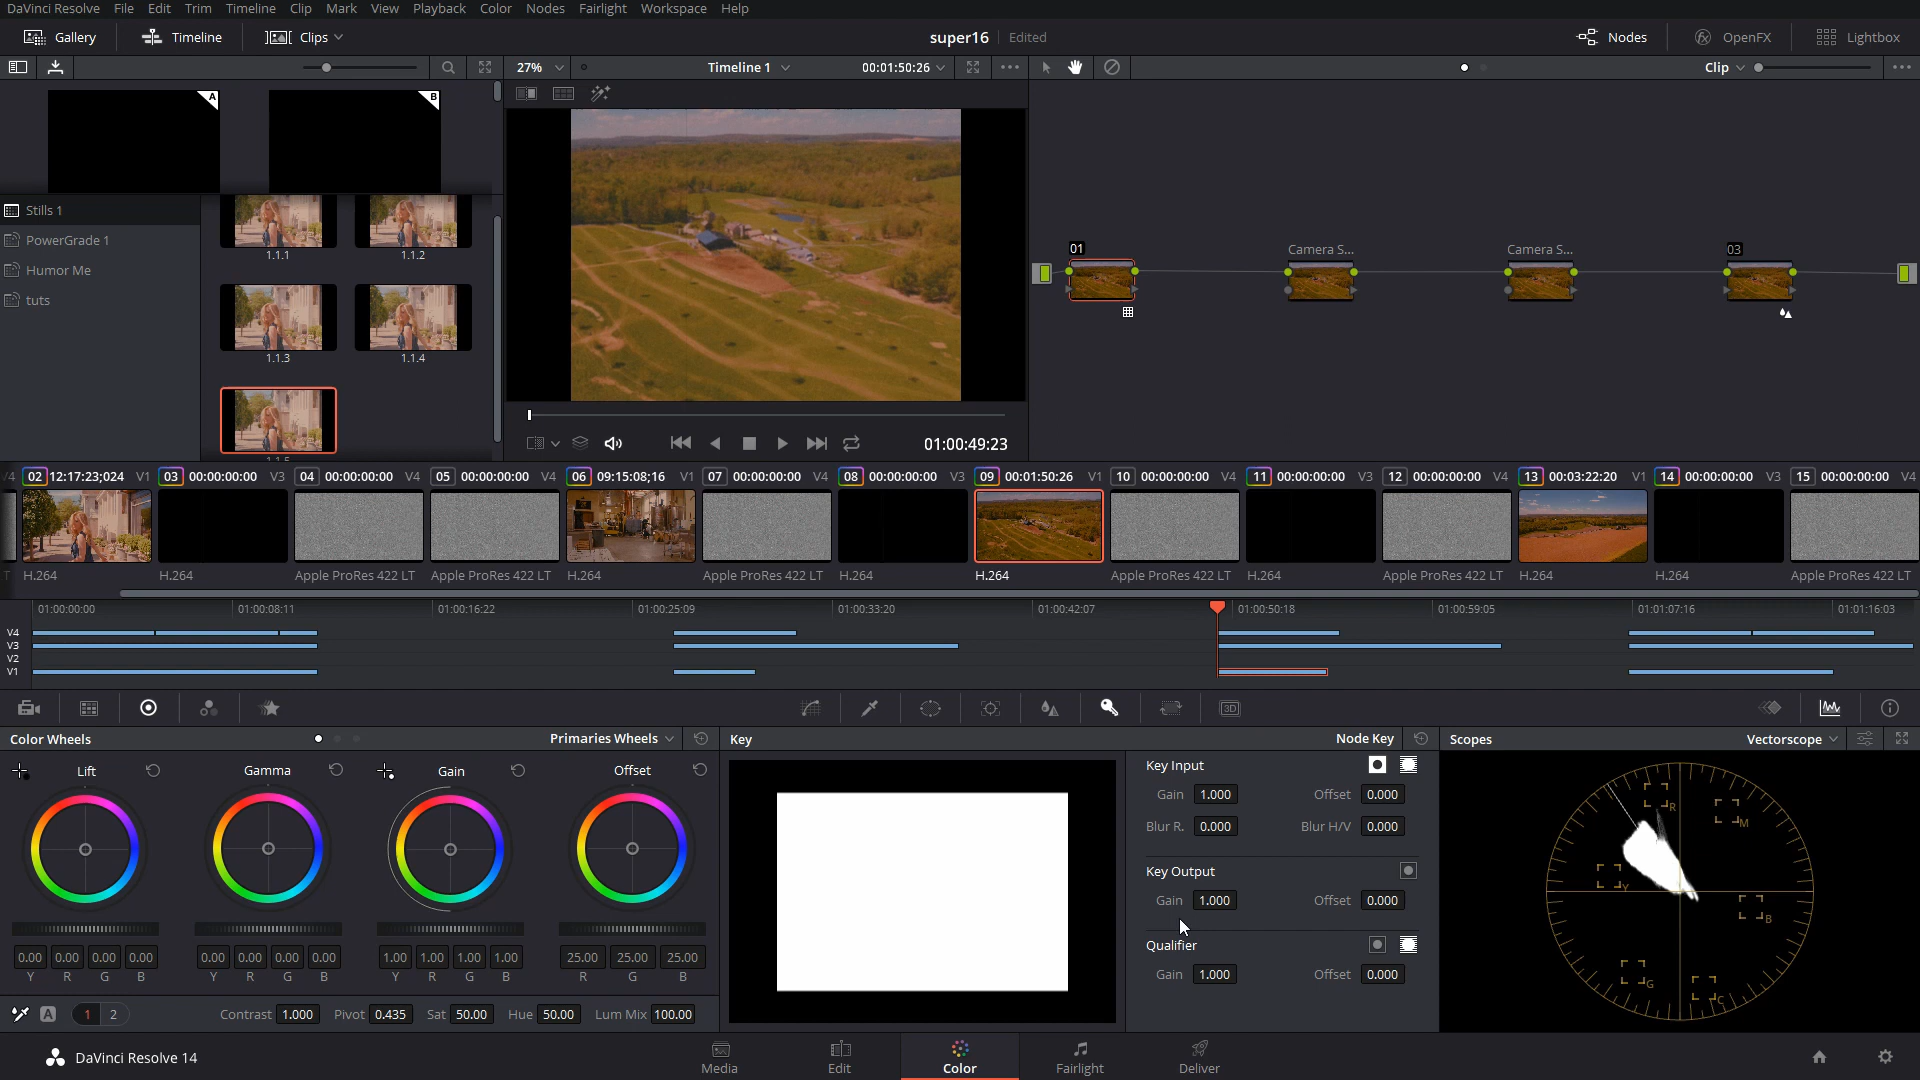 DaVinci Resolve File Edit Trim Timeline Clip Mark View Playback Color Nodes Fairlight Workspace Help
Gallery Timeline Clips super16 Edited Nodes OpenFX Lightbox
27% Timeline 1 00:01:50:26 Clip
A B
Stills 1
PowerGrade 1
Humor Me
tuts
1.1.1 1.1.2
1.1.3 1.1.4
01 Camera S... Camera S... 03
01:00:49:23
02 12:17:23;024 V1 03 00:00:00:00 V3 04 00:00:00:00 V4 05 00:00:00:00 V4 06 09:15:08;16 V1 07 00:00:00:00 V4 08 00:00:00:00 V3 09 00:01:50:26 V1 10 00:00:00:00 V4 11 00:00:00:00 V3 12 00:00:00:00 V4 13 00:03:22:20 V1 14 00:00:00:00 V3 15 00:00:00:00 V4
H.264 H.264 Apple ProRes 422 LT Apple ProRes 422 LT H.264 Apple ProRes 422 LT H.264 H.264 Apple ProRes 422 LT H.264 Apple ProRes 422 LT H.264 H.264 Apple ProRes 422 LT
01:00:00:00 01:00:08:11 01:00:16:22 01:00:25:09 01:00:33:20 01:00:42:07 01:00:50:18 01:00:59:05 01:01:07:16 01:01:16:03
V4
V3
V2
V1
3D
Color Wheels Primaries Wheels Key Node Key Scopes Vectorscope
Lift Gamma Gain Offset
0.00 0.00 0.00 0.00 0.00 0.00 0.00 0.00 1.00 1.00 1.00 1.00 25.00 25.00 25.00
Y R G B Y R G B Y R G B R G B
A 1 2 Contrast 1.000 Pivot 0.435 Sat 50.00 Hue 50.00 Lum Mix 100.00
Key Input
Gain 1.000 Offset 0.000
Blur R. 0.000 Blur H/V 0.000
Key Output
Gain 1.000 Offset 0.000
Qualifier
Gain 1.000 Offset 0.000
R M
Y B
G C
DaVinci Resolve 14 Media Edit Color Fairlight Deliver